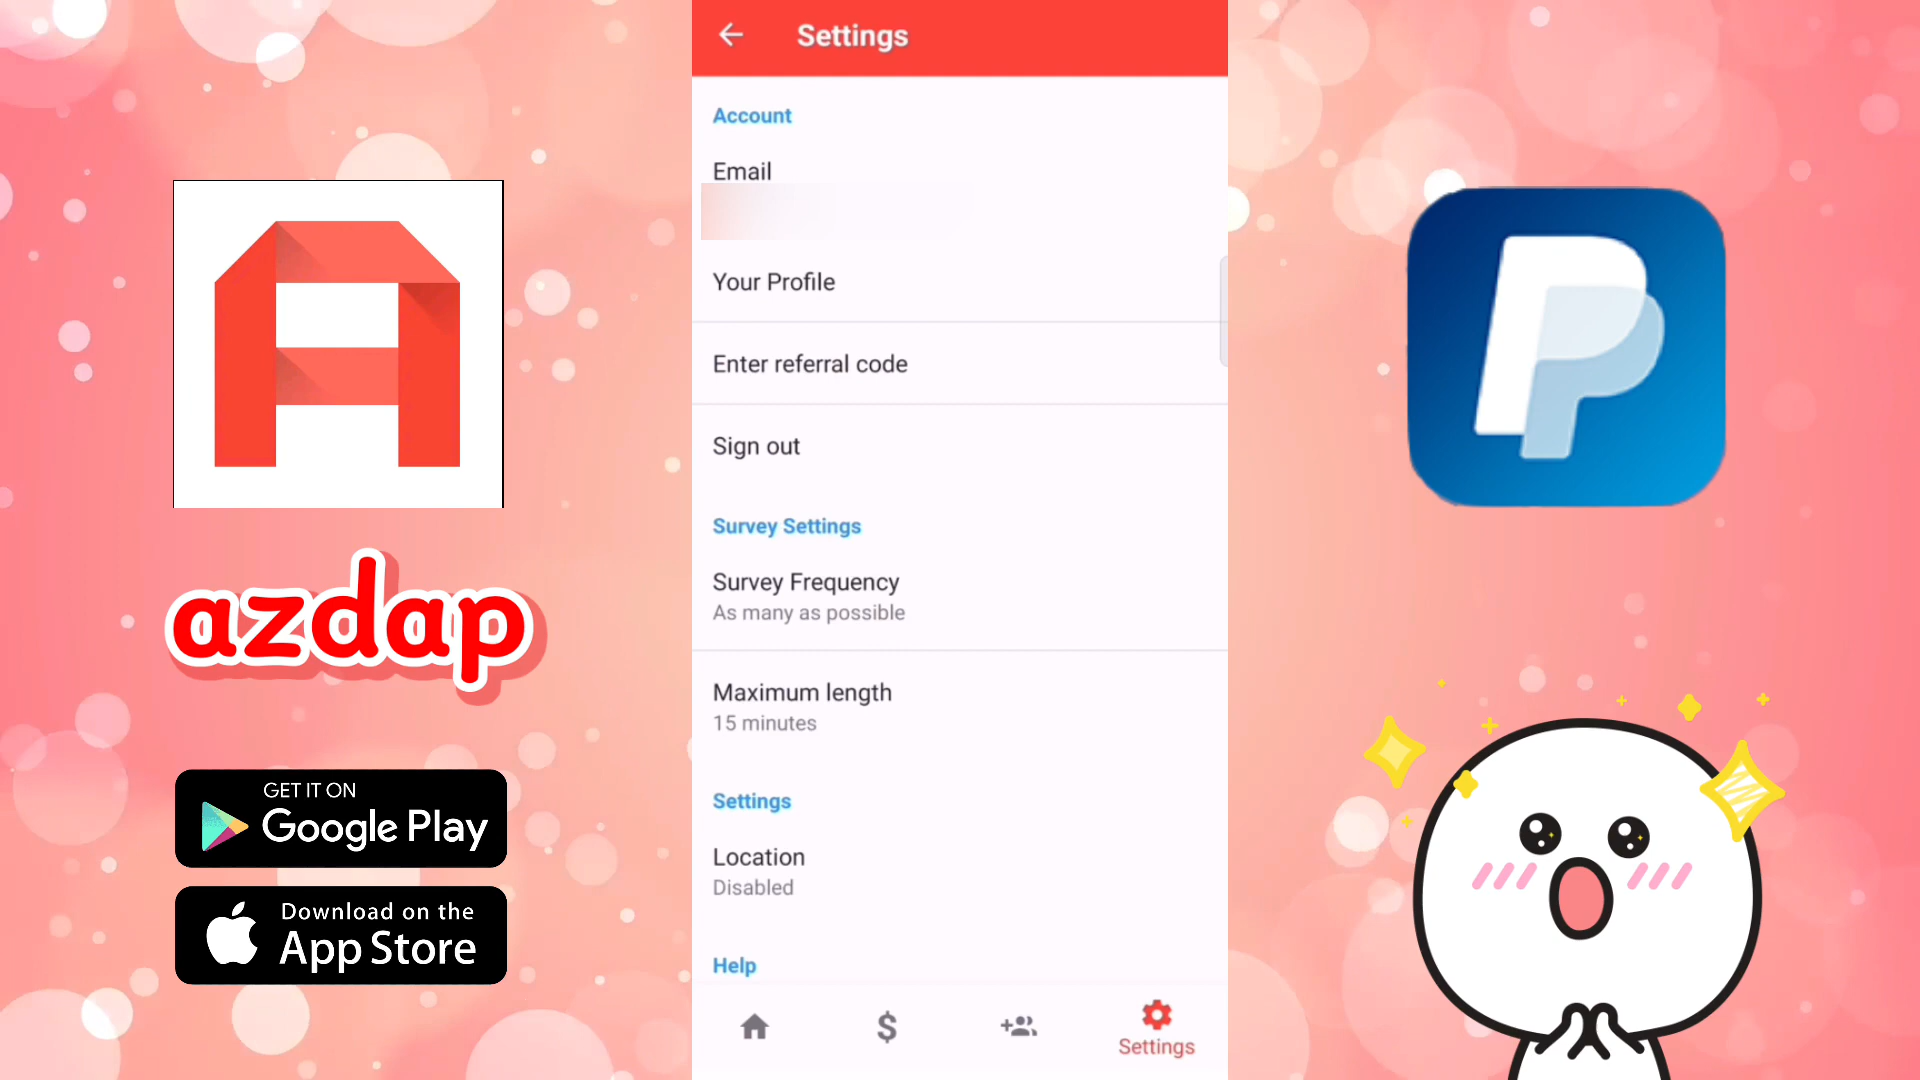 azdap
GET IT ON
Google Play
Download on the
App Store
Settings
Account
Email
Your Profile
Enter referral code
Sign out
Survey Settings
Survey Frequency
As many as possible
Maximum length
15 minutes
Settings
Location
Disabled
Help
$
Settings